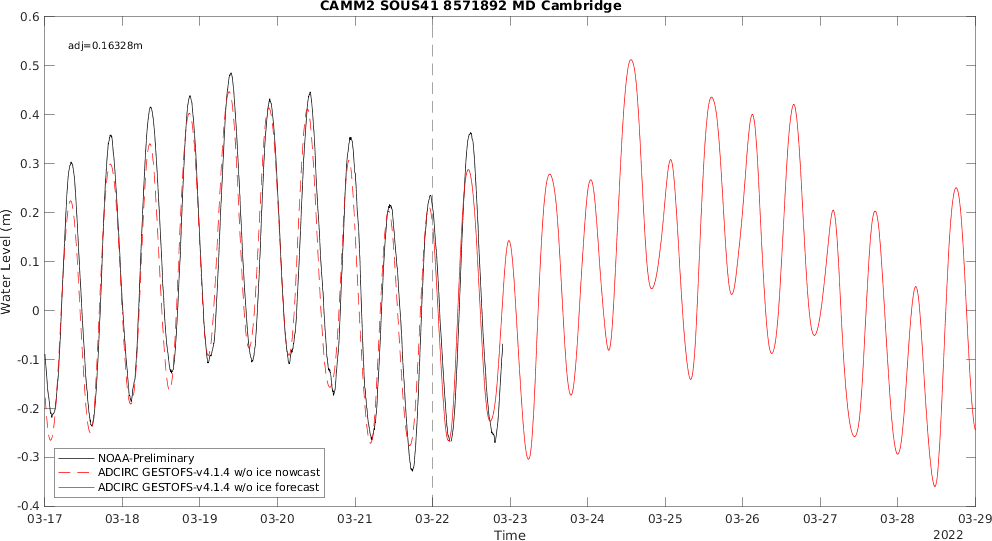 CAMM2 SOUS41 8571892 MD Cambridge
adj=0.16328m
0.6
0.5
0.4
0.3
0.2
0.1
0
-0.1
-0.2
-0.3
-0.4
Water Level (m)
NOAA-Preliminary
ADCIRC GESTOFS-v4.1.4 w/o ice nowcast
ADCIRC GESTOFS-v4.1.4 w/o ice forecast
03-17 03-18 03-19 03-20 03-21 03-22 03-23 03-24 03-25 03-26 03-27 03-28 03-29
Time
2022